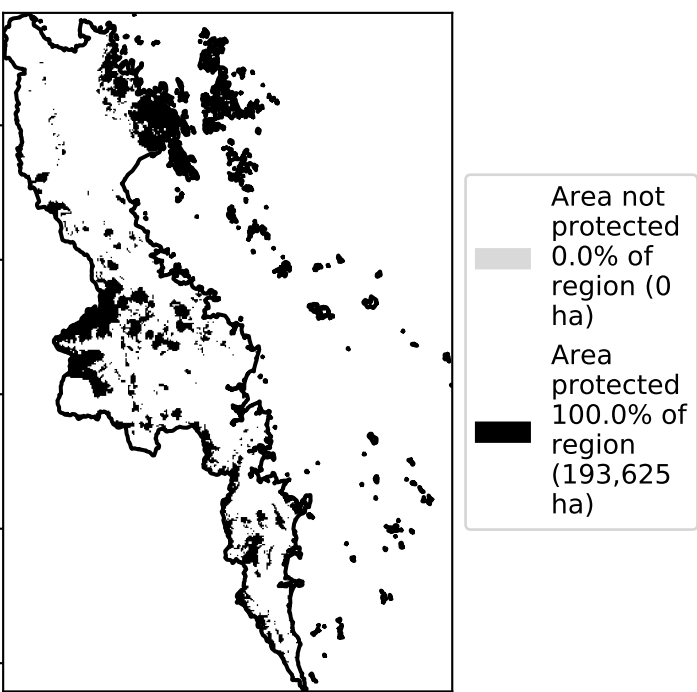 Area not
protected
0.0% of
region (0
ha)
Area
protected
100.0% of
region
(193,625
ha)